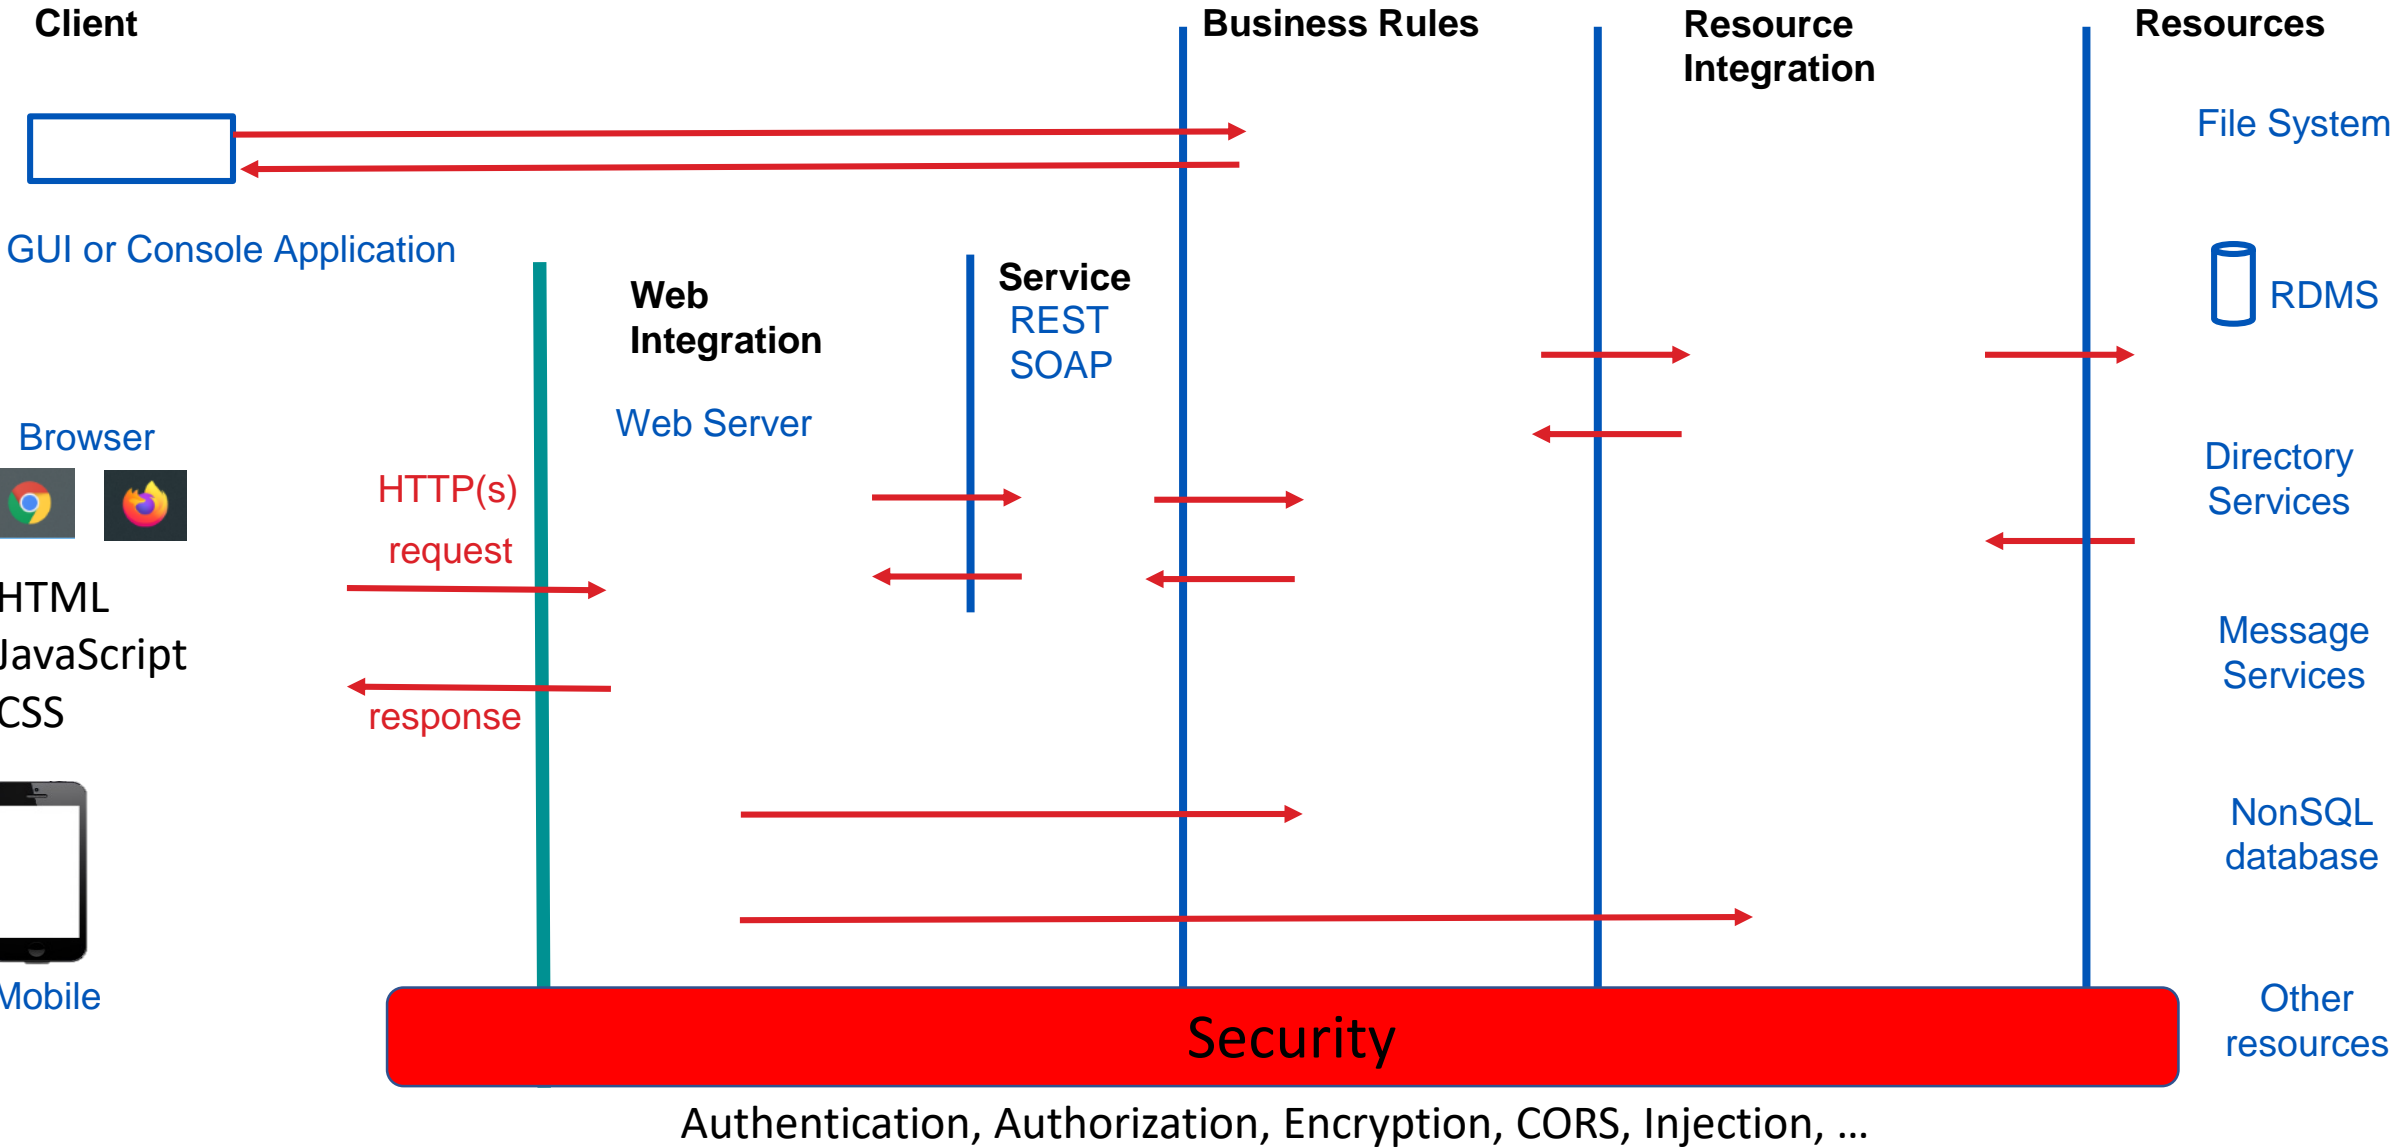 Client
Business Rules
Resource
Integration
Resources
File System
GUI or Console Application
Web
Integration
Service
REST
SOAP
RDMS
Web Server
Browser
HTTP(s)
request
Directory
Services
HTML
JavaScript
CSS
response
Message
Services
NonSQL
database
Mobile
Other
resources
Security
Authentication, Authorization, Encryption, CORS, Injection, …